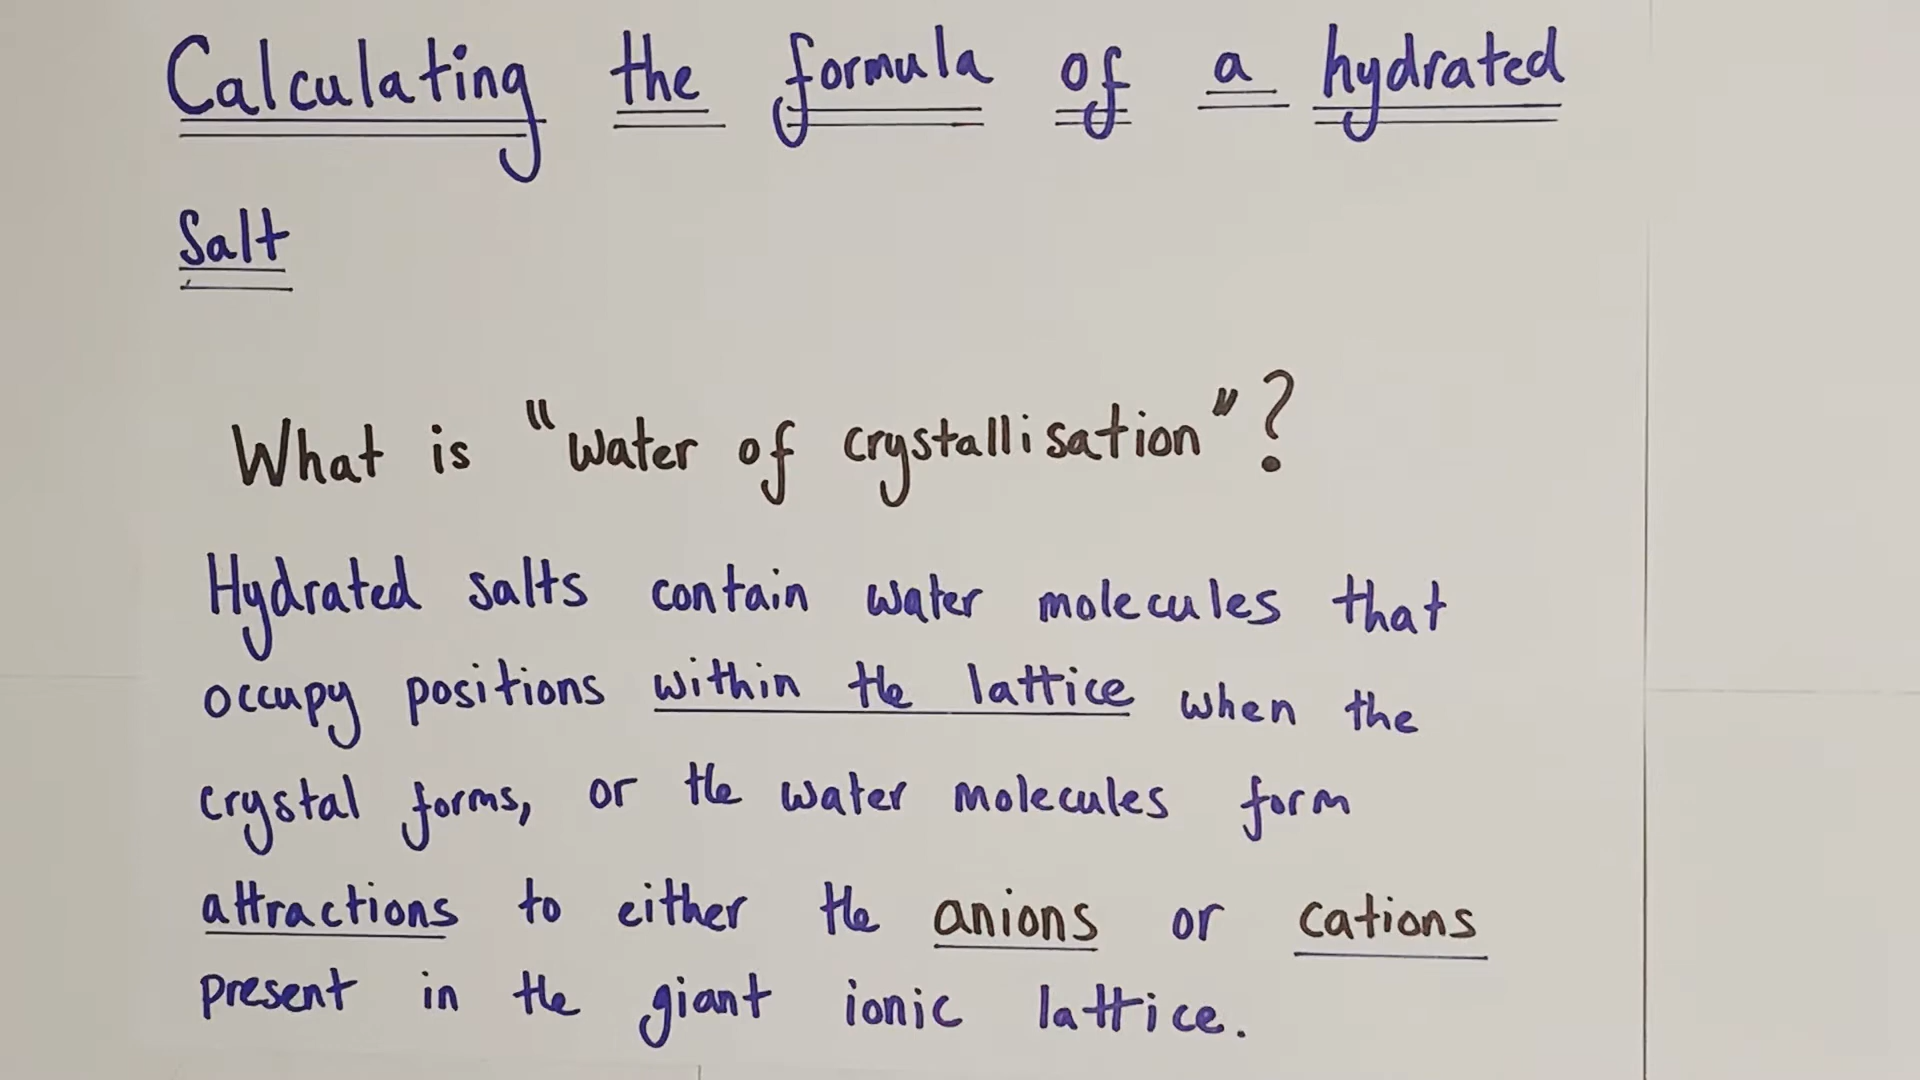 Calculating the formula of a hydrated
Salt
What is "water of crystallisation"?
Hydrated salts contain water molecules that
occupy positions within the lattice when the
crystal forms, or the water molecules form
attractions to either the anions or cations
present in the giant ionic lattice.